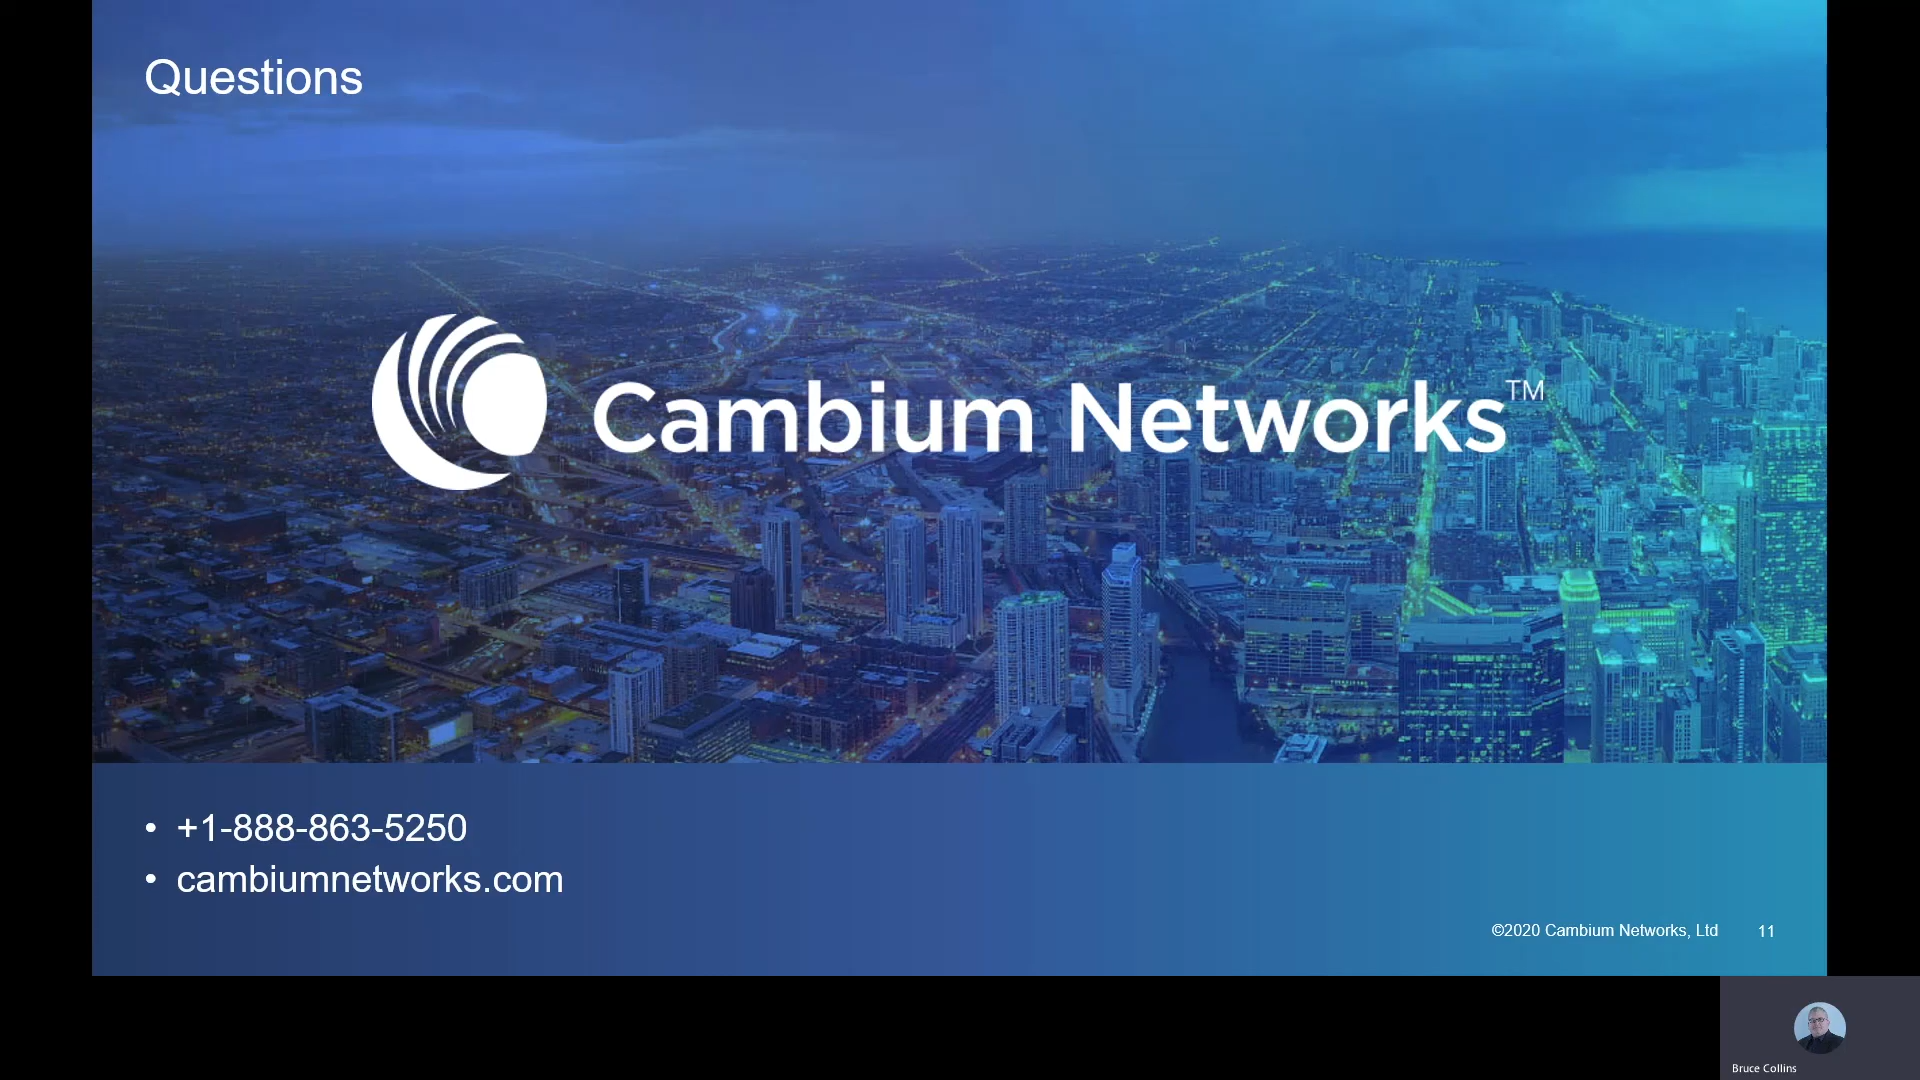 Questions
Cambium Networks™
• +1-888-863-5250
• cambiumnetworks.com
©2020 Cambium Networks, Ltd 11
Bruce Collins